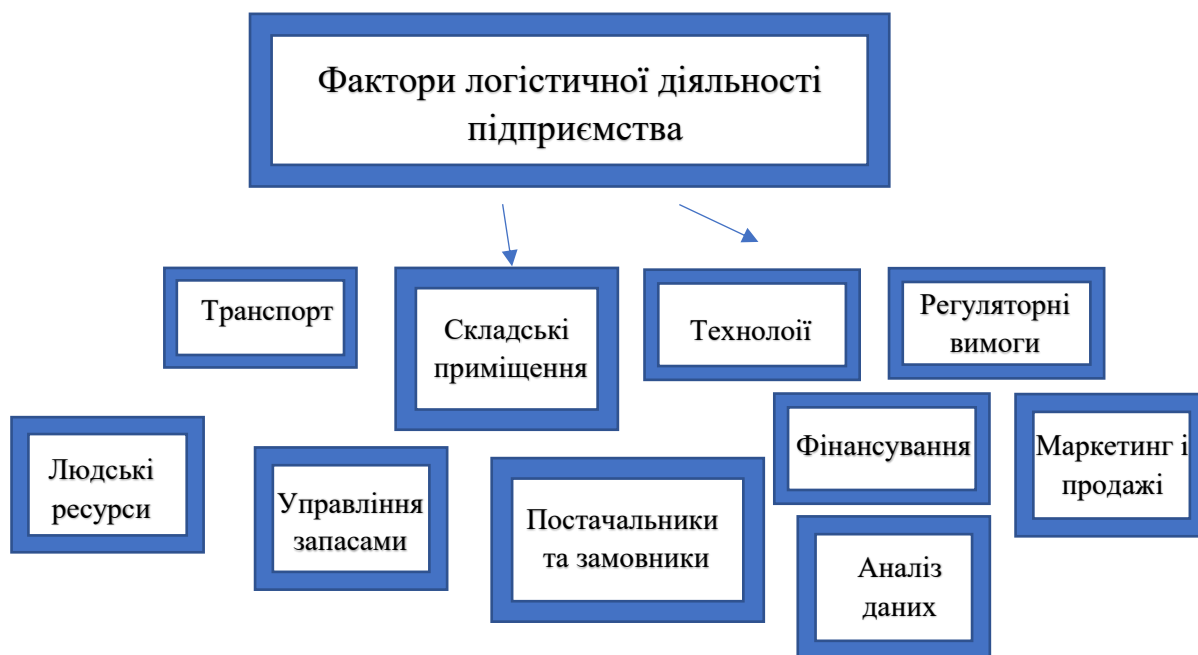 Фактори логістичної діяльності
підприємства
Транспорт
Складські
приміщення
Технолоії
Регуляторні
вимоги
Людські
ресурси
Управління
запасами
Постачальники
та замовники
Фінансування
Маркетинг і
продажі
Аналіз
даних